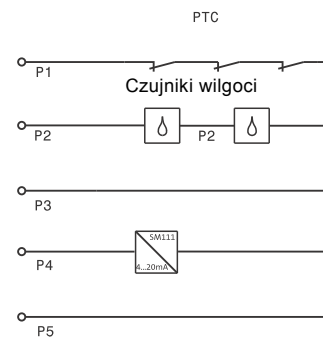 PTC
P1
Czujniki wilgoci
P2 P2
P3
SM111
P4
4...20mA
P5